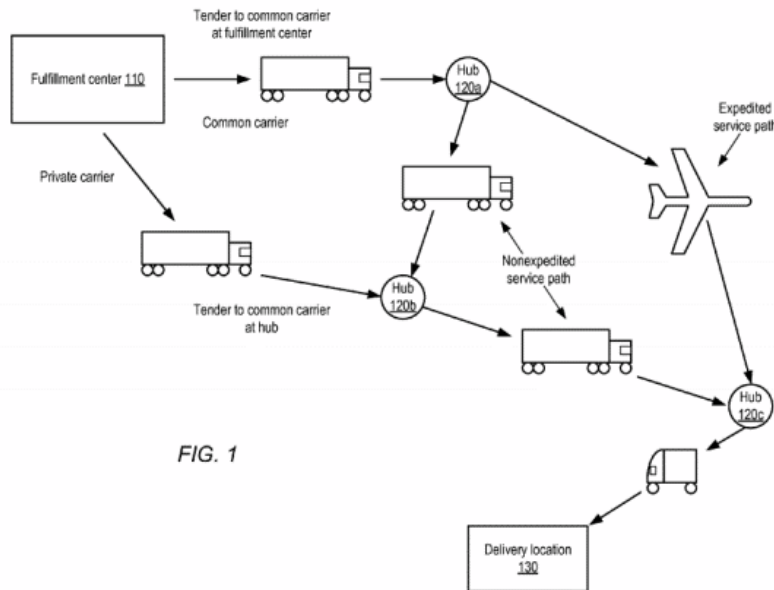 Tender to common carrier
at fulfillment center
Fulfillment center 110
Hub
120a
Common carrier
Expedited
service path
Private carrier
Nonexpedited
service path
Hub
120b
Tender to common carrier
at hub
Hub
120c
FIG. 1
Delivery location
130